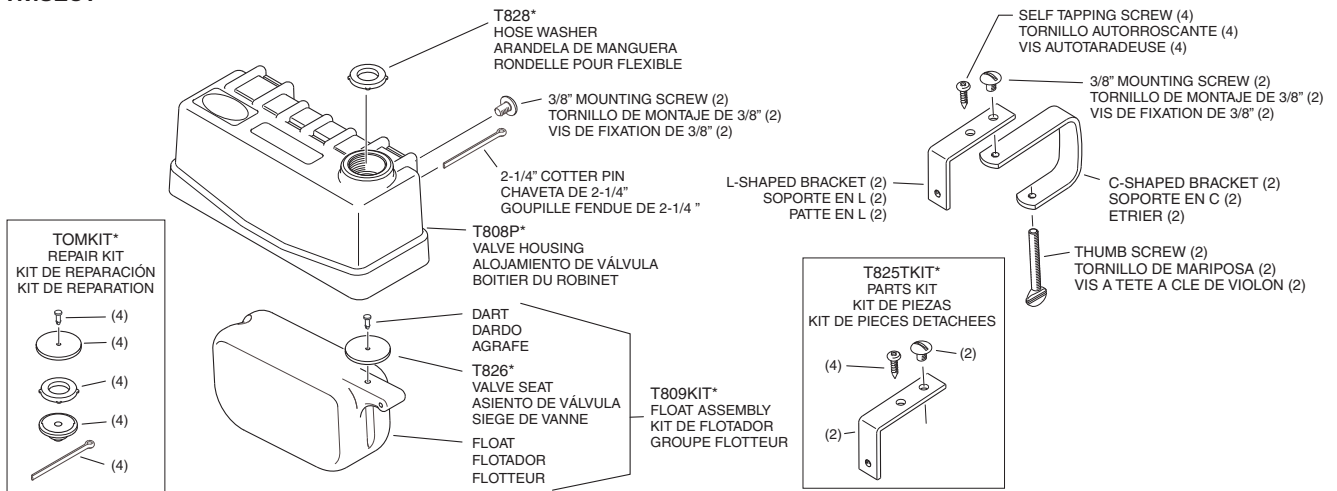 T828*
HOSE WASHER
ARANDELA DE MANGUERA
RONDELLE POUR FLEXIBLE
3/8” MOUNTING SCREW (2)
TORNILLO DE MONTAJE DE 3/8” (2)
VIS DE FIXATION DE 3/8” (2)
2-1/4” COTTER PIN
CHAVETA DE 2-1/4”
GOUPILLE FENDUE DE 2-1/4 ”
T808P*
VALVE HOUSING
ALOJAMIENTO DE VÁLVULA
BOITIER DU ROBINET
TOMKIT*
REPAIR KIT
KIT DE REPARACIÓN
KIT DE REPARATION
(4)
(4)
(4)
(4)
(4)
DART
DARDO
AGRAFE
T826*
VALVE SEAT
ASIENTO DE VÁLVULA
SIEGE DE VANNE
FLOAT
FLOTADOR
FLOTTEUR
T809KIT*
FLOAT ASSEMBLY
KIT DE FLOTADOR
GROUPE FLOTTEUR
SELF TAPPING SCREW (4)
TORNILLO AUTORROSCANTE (4)
VIS AUTOTARADEUSE (4)
3/8” MOUNTING SCREW (2)
TORNILLO DE MONTAJE DE 3/8” (2)
VIS DE FIXATION DE 3/8” (2)
L-SHAPED BRACKET (2)
SOPORTE EN L (2)
PATTE EN L (2)
C-SHAPED BRACKET (2)
SOPORTE EN C (2)
ETRIER (2)
THUMB SCREW (2)
TORNILLO DE MARIPOSA (2)
VIS A TETE A CLE DE VIOLON (2)
T825TKIT*
PARTS KIT
KIT DE PIEZAS
KIT DE PIECES DETACHEES
(4)
(2)
(2)